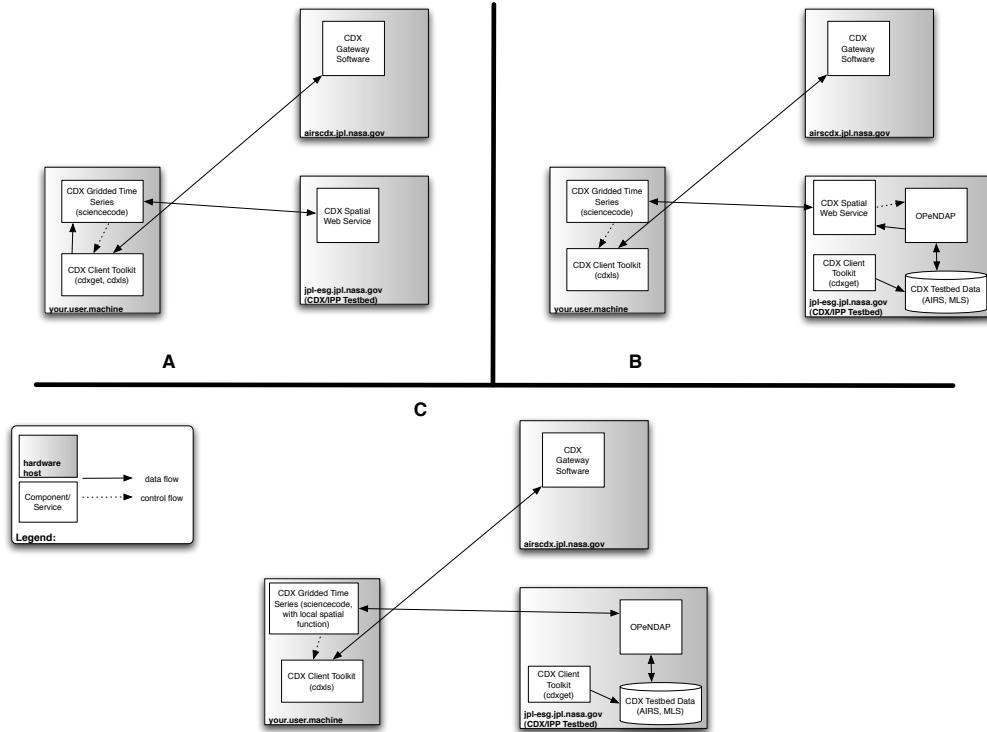 CDX
Gateway
Software
airscdx.jpl.nasa.gov
CDX Gridded Time
Series
(sciencecode)
CDX Client Toolkit
(cdxget, cdxls)
your.user.machine
CDX Spatial
Web Service
jpl-esg.jpl.nasa.gov
(CDX/IPP Testbed)
A
CDX
Gateway
Software
airscdx.jpl.nasa.gov
CDX Gridded Time
Series
(sciencecode)
CDX Client Toolkit
(cdxls)
your.user.machine
CDX Spatial
Web Service
OPeNDAP
CDX Client
Toolkit
(cdxget)
CDX Testbed Data
(AIRS, MLS)
jpl-esg.jpl.nasa.gov
(CDX/IPP Testbed)
B
C
hardware
host
Component/
Service
data flow
control flow
Legend:
CDX
Gateway
Software
airscdx.jpl.nasa.gov
CDX Gridded Time
Series (sciencecode,
with local spatial
function)
CDX Client Toolkit
(cdxls)
your.user.machine
OPeNDAP
CDX Client
Toolkit
(cdxget)
CDX Testbed Data
(AIRS, MLS)
jpl-esg.jpl.nasa.gov
(CDX/IPP Testbed)